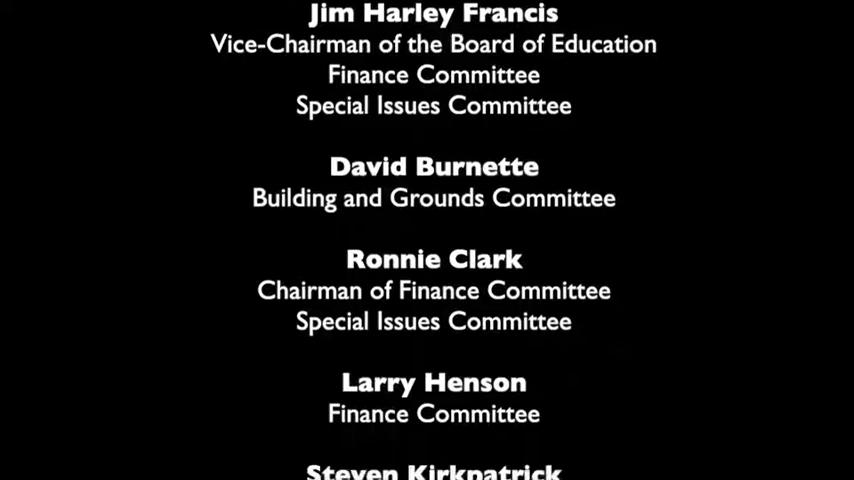 Jim Harley Francis
Vice-Chairman of the Board of Education
Finance Committee
Special Issues Committee
David Burnette
Building and Grounds Committee
Ronnie Clark
Chairman of Finance Committee
Special Issues Committee
Larry Henson
Finance Committee
Steven Kirkpatrick